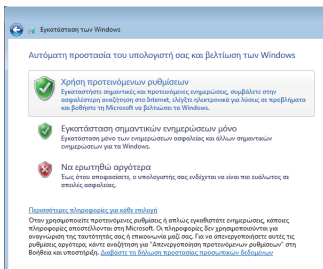 Εγκατάσταση των Windows
Αυτόματη προστασία του υπολογιστή σας και βελτίωση των Windows
Χρήση προτεινόμενων ρυθμίσεων
Εγκαταστήστε σημαντικές και προτεινόμενες ενημερώσεις, συμβάλετε στην
ασφαλέστερη αναζήτηση στο Internet, ελέγξτε ηλεκτρονικά για λύσεις σε προβλήματα
και βοηθήστε τη Microsoft να βελτιώσει τα Windows.
Εγκατάσταση σημαντικών ενημερώσεων μόνο
Εγκατάσταση μόνο των ενημερώσεων ασφαλείας και άλλων σημαντικών
ενημερώσεων για τα Windows.
Να ερωτηθώ αργότερα
Έως ότου αποφασίσετε, ο υπολογιστής σας ενδέχεται να είναι πιο ευάλωτος σε
απειλές ασφαλείας.
Περισσότερες πληροφορίες για κάθε επιλογή
Όταν χρησιμοποιείτε προτεινόμενες ρυθμίσεις ή απλώς εγκαθιστάτε ενημερώσεις, κάποιες
πληροφορίες αποστέλλονται στη Microsoft. Οι πληροφορίες δεν χρησιμοποιούνται για
αναγνώριση της ταυτότητάς σας ή επικοινωνία μαζί σας. Για να απενεργοποιήσετε αυτές τις
ρυθμίσεις αργότερα, κάντε αναζήτηση για "Απενεργοποίηση προτεινόμενων ρυθμίσεων" στη
Βοήθεια και υποστήριξη. Διαβάστε τη δήλωση προστασίας προσωπικών δεδομένων